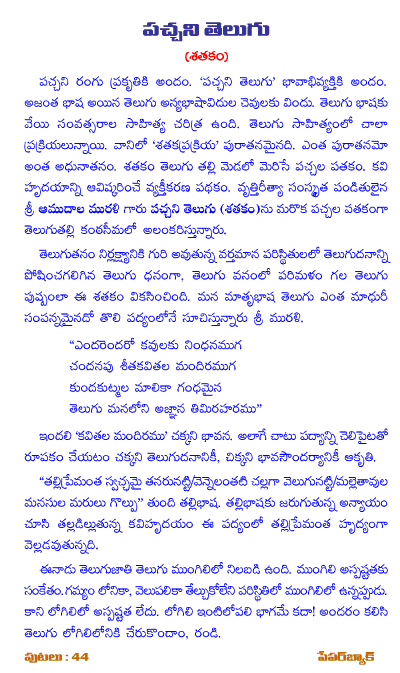 పచ్చని తెలుగు
(శతకం)
పచ్చని రంగు ప్రకృతికి అందం. ‘పచ్చని తెలుగు’ భావాభివ్యక్తికి అందం.
అజంత భాష అయిన తెలుగు అన్యభాషావిదుల చెవులకు విందు. తెలుగు భాషకు
వేయి సంవత్సరాల సాహిత్య చరిత్ర ఉంది. తెలుగు సాహిత్యంలో చాలా
ప్రక్రియలున్నాయి. వానిలో ‘శతకప్రక్రియ’ పురాతనమైనది. ఎంత పురాతనమో
అంత అధునాతనం. శతకం తెలుగు తల్లి మెడలో మెరిసే పచ్చల పతకం. కవి
హృదయాన్ని ఆవిష్కరించే వ్యక్తీకరణ పథకం. వృత్తిరీత్యా సంస్కృత పండితులైన
శ్రీ ఆముదాల మురళి గారు పచ్చని తెలుగు (శతకం)ను మరొక పచ్చల పతకంగా
తెలుగుతల్లి కంఠసీమలో అలంకరిస్తున్నారు.
తెలుగుతనం నిర్లక్ష్యానికి గురి అవుతున్న వర్తమాన పరిస్థితులలో తెలుగుదనాన్ని
పోషించగలిగిన తెలుగు ధనంగా, తెలుగు వనంలో పరిమళం గల తెలుగు
పుష్పంలా ఈ శతకం వికసించింది. మన మాతృభాష తెలుగు ఎంత మాధురీ
సంపన్నమైనదో తొలి పద్యంలోనే సూచిస్తున్నారు శ్రీ మురళి.
“ఎందరెందరో కవులకు నింధనముగ
చందనపు శీతకవితల మందిరముగ
కుందకుట్మల మాలికా గంధమైన
తెలుగు మనలోని అజ్ఞాన తిమిరహరము”
ఇందలి ‘కవితల మందిరము’ చక్కని భావన. అలాగే చాటు పద్యాన్ని చెలిపైటతో
రూపకం చేయటం చక్కని తెలుగుదనానికీ, చిక్కని భావసౌందర్యానికీ ఆకృతి.
“తల్లిప్రేమంత స్వచ్ఛమై తనరునట్టి/వెన్నెలంతటి చల్లగా వెలుగునట్టి/మల్లెతావుల
మనసుల మరులు గొల్పు” తుంది తల్లిభాష. తల్లిభాషకు జరుగుతున్న అన్యాయం
చూసి తల్లడిల్లుతున్న కవిహృదయం ఈ పద్యంలో తల్లిప్రేమంత హృద్యంగా
వెల్లడవుతున్నది.
ఈనాడు తెలుగుజాతి తెలుగు ముంగిలిలో నిలబడి ఉంది. ముంగిలి అస్పష్టతకు
సంకేతం.గమ్యం లోనికా, వెలుపలికా తేల్చుకోలేని పరిస్థితిలో ముంగిలిలో ఉన్నప్పుడు.
కాని లోగిలిలో అస్పష్టత లేదు. లోగిలి ఇంటిలోపలి భాగమే కదా! అందరం కలిసి
తెలుగు లోగిలిలోనికి చేరుకొందాం, రండి.
పుటలు : 44 పేపర్‌బ్యాక్